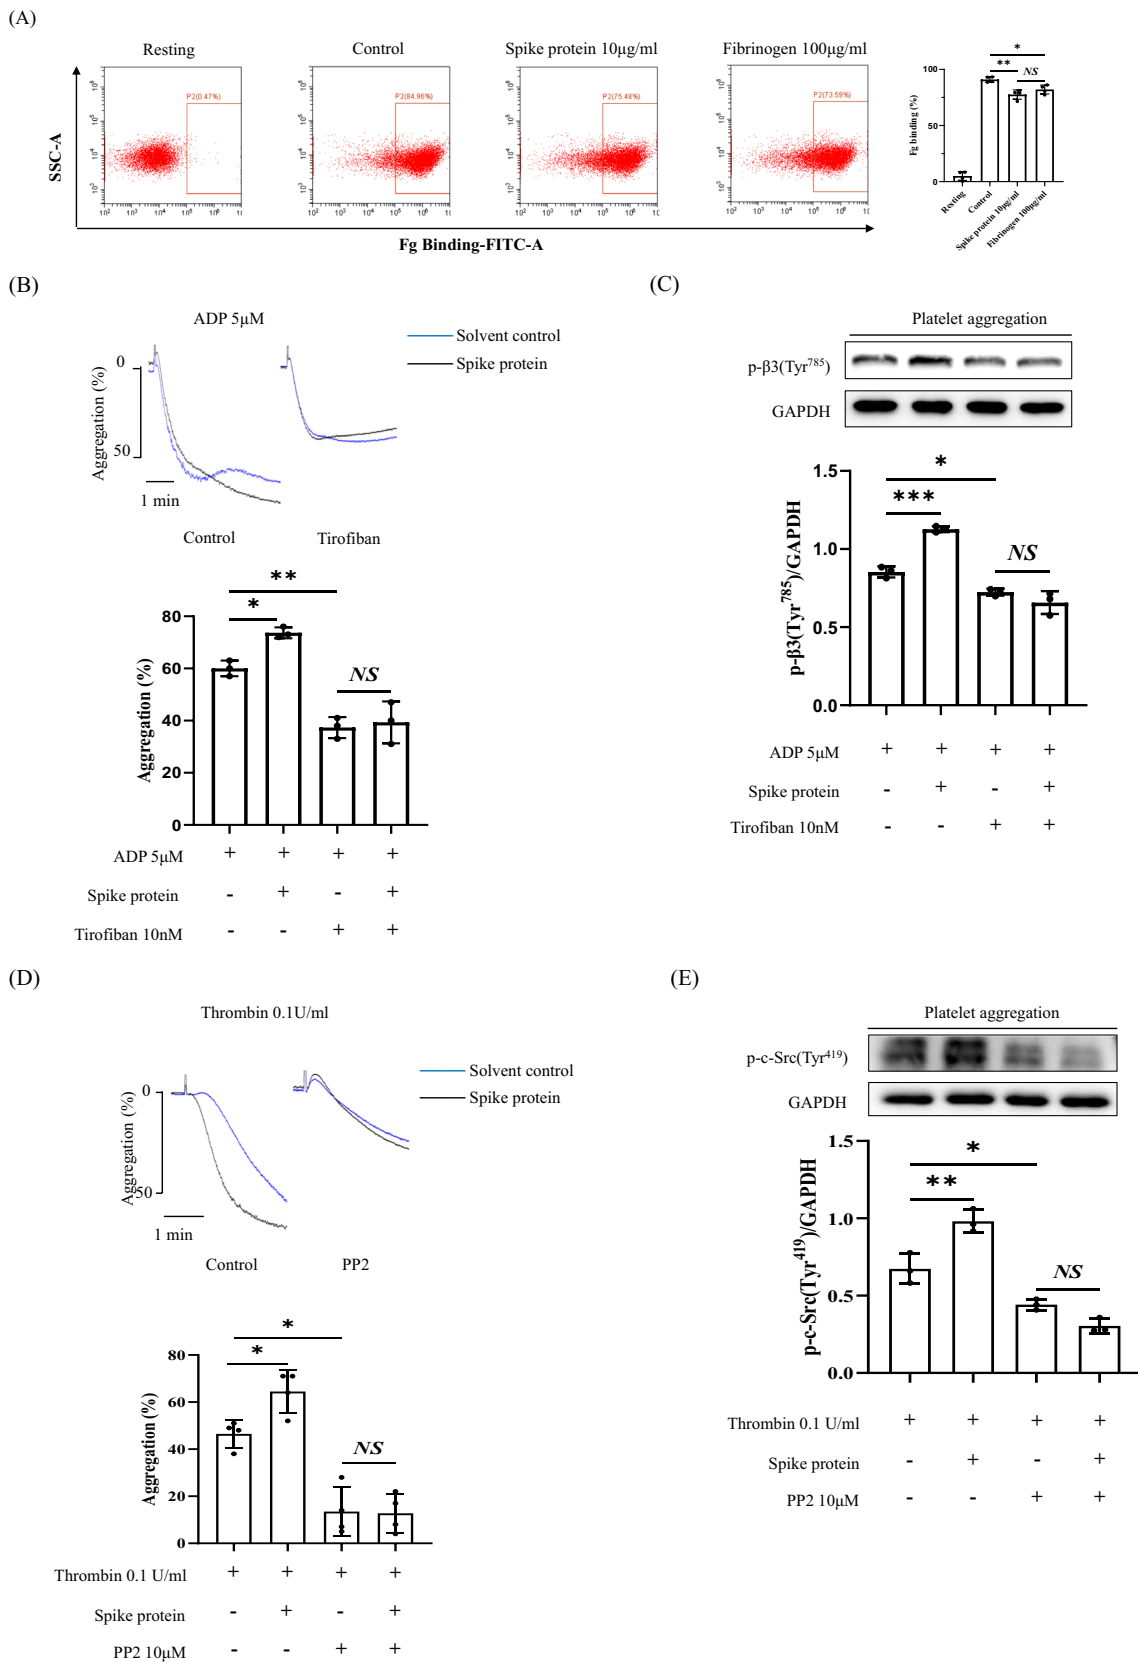 (A)
Resting
Control
Spike protein 10μg/ml
Fibrinogen 100μg/ml
P2(0.47%)
P2(84.96%)
P2(75.48%)
P2(73.59%)
SSC-A
Fg Binding-FITC-A
*
** NS
Fg binding (%)
100
50
0
Resting
Control
Spike protein 10μg/ml
Fibrinogen 100μg/ml
(B)
ADP 5μM
Solvent control
Spike protein
0
50
Aggregation (%)
1 min
Control
Tirofiban
**
*
NS
Aggregation (%)
80
60
40
20
0
ADP 5μM + + + +
Spike protein - + - +
Tirofiban 10nM - - + +
(C)
Platelet aggregation
p-β3(Tyr785)
GAPDH
*
***
NS
p-β3(Tyr785)/GAPDH
1.5
1.0
0.5
0.0
ADP 5μM + + + +
Spike protein - + - +
Tirofiban 10nM - - + +
(D)
Thrombin 0.1U/ml
Solvent control
Spike protein
0
50
Aggregation (%)
1 min
Control
PP2
*
*
NS
Aggregation (%)
80
60
40
20
0
Thrombin 0.1 U/ml + + + +
Spike protein - + - +
PP2 10μM - - + +
(E)
Platelet aggregation
p-c-Src(Tyr419)
GAPDH
*
**
NS
p-c-Src(Tyr419)/GAPDH
1.5
1.0
0.5
0.0
Thrombin 0.1 U/ml + + + +
Spike protein - + - +
PP2 10μM - - + +